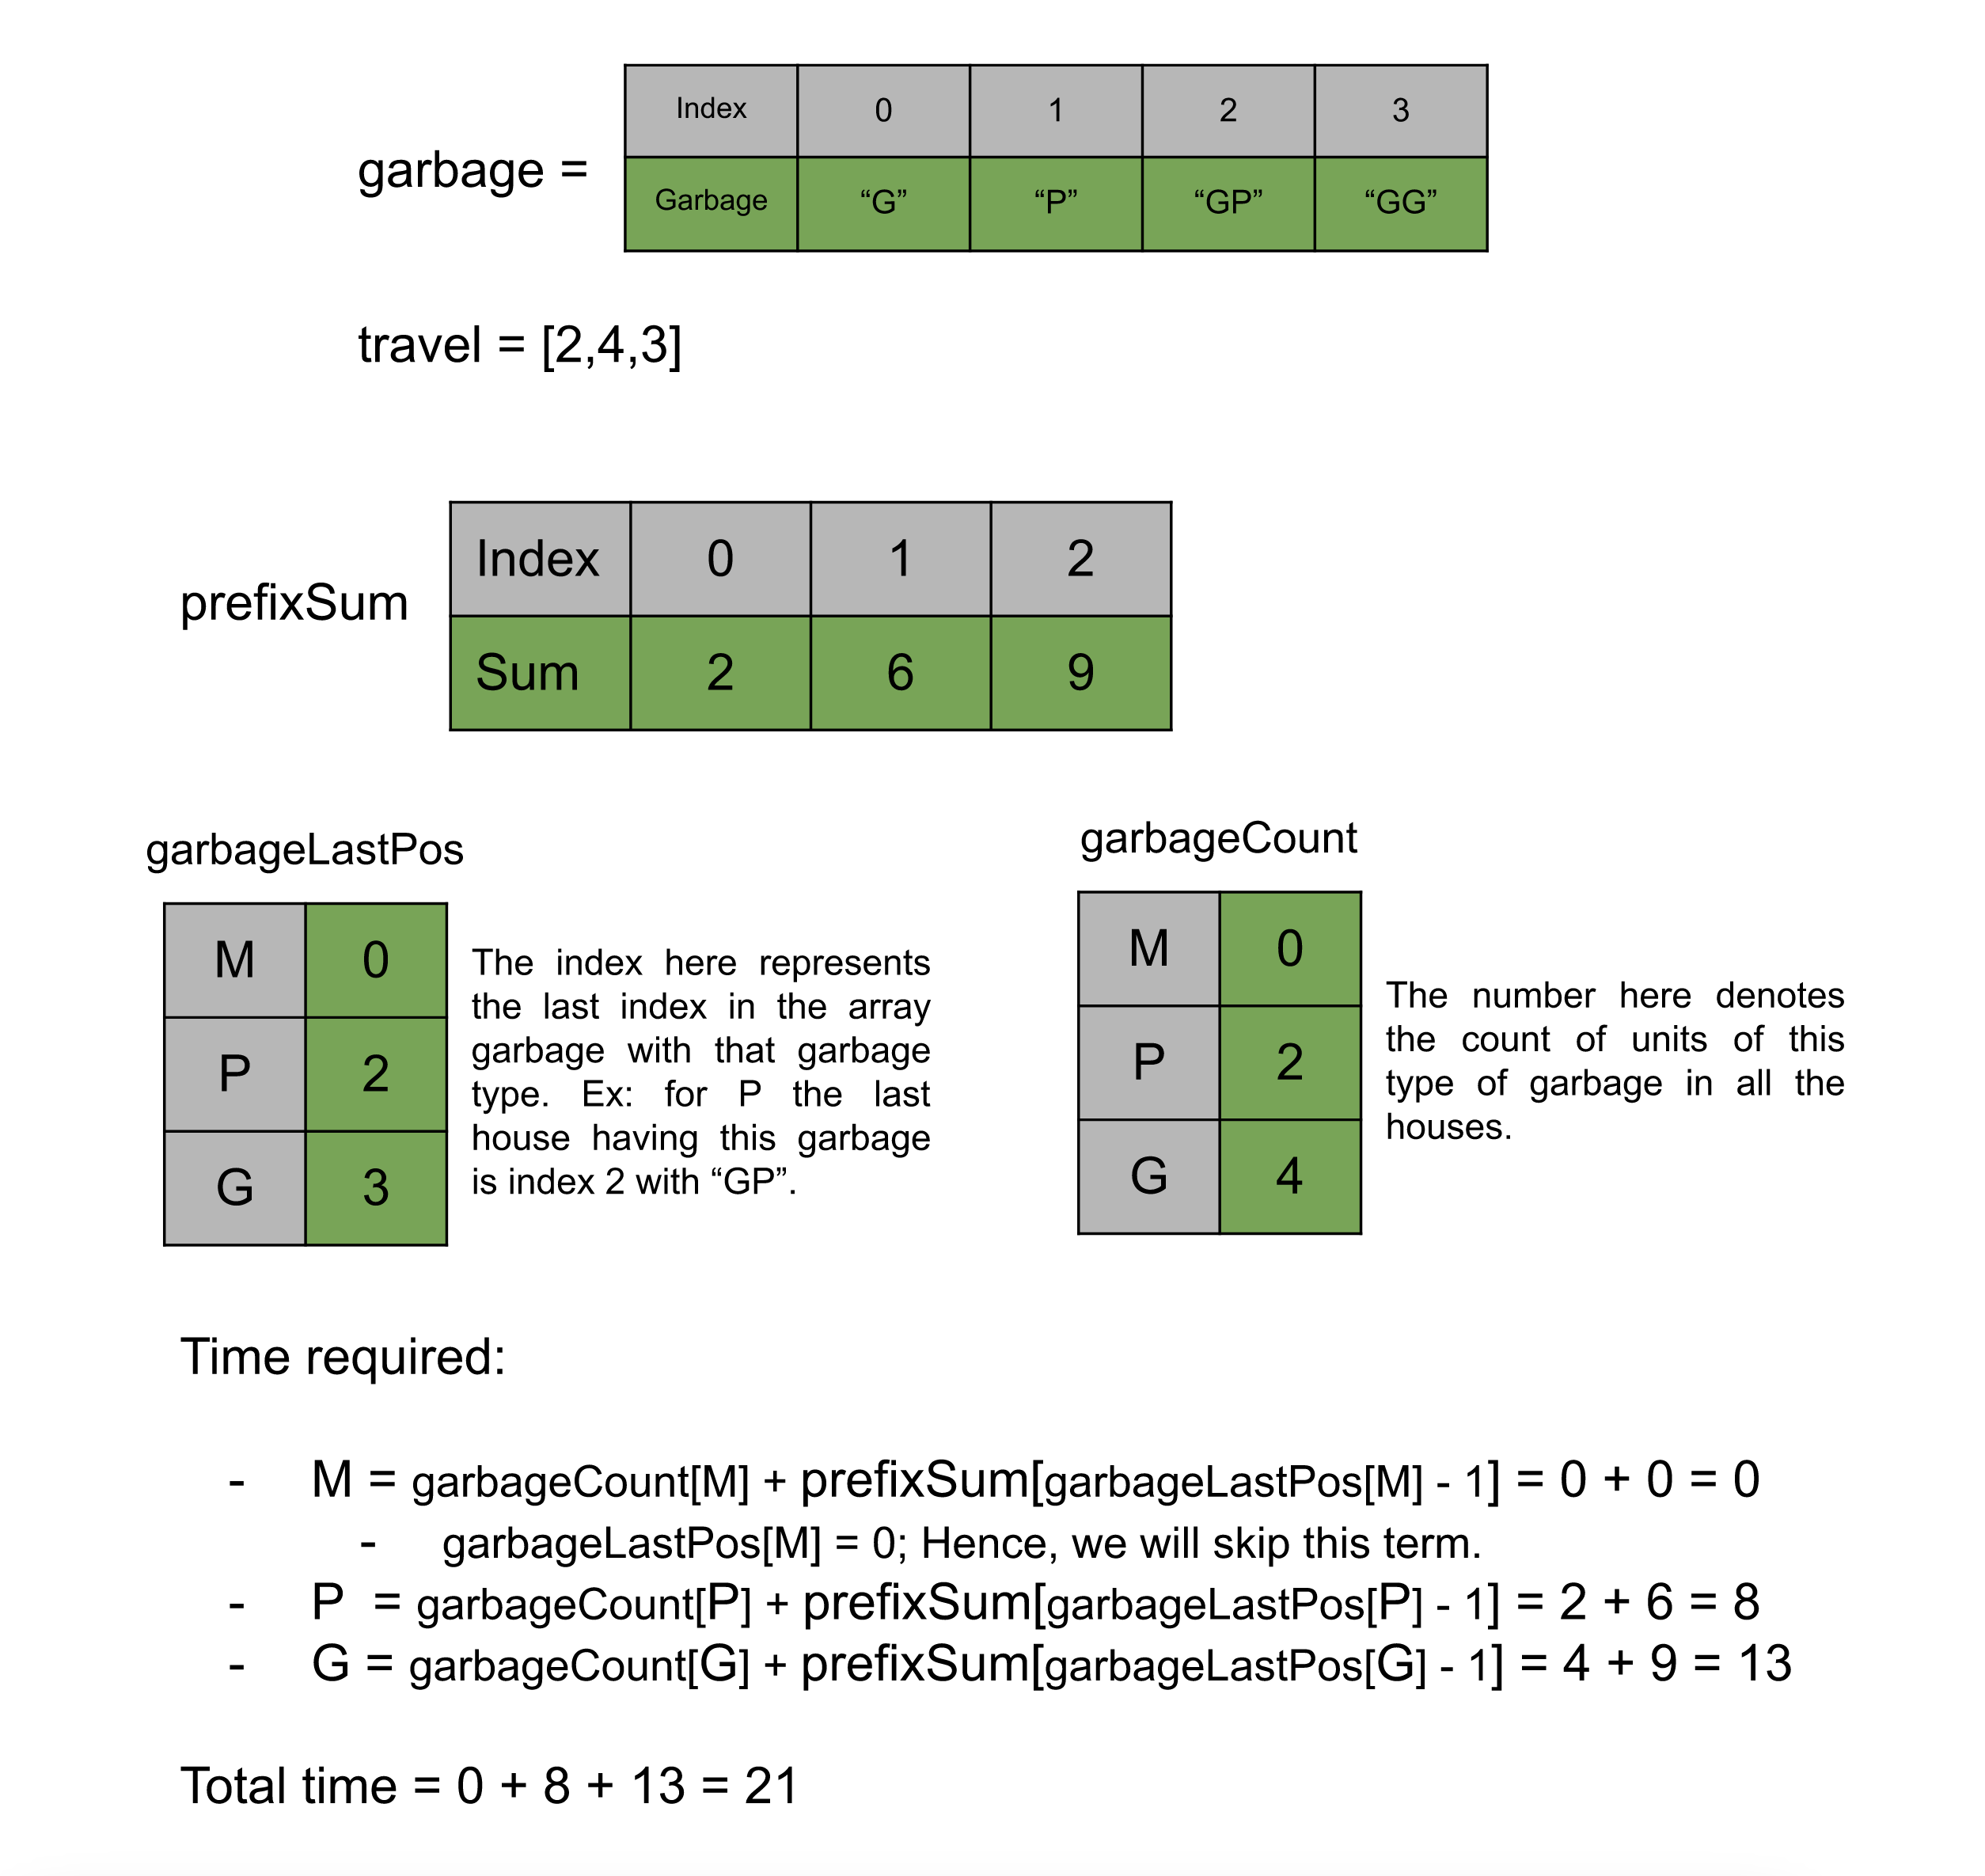 Index 0 1 2 3
garbage =
Garbage “G” “P” “GP” “GG”
travel = [2,4,3]
Index 0 1 2
prefixSum
Sum 2 6 9
garbageLastPos
M 0
P 2
G 3
The index here represents
the last index in the array
garbage with that garbage
type. Ex: for P the last
house having this garbage
is index 2 with “GP”.
garbageCount
M 0
P 2
G 4
The number here denotes
the count of units of this
type of garbage in all the
houses.
Time required:
- M = garbageCount[M] + prefixSum[garbageLastPos[M] - 1] = 0 + 0 = 0
- garbageLastPos[M] = 0; Hence, we will skip this term.
- P = garbageCount[P] + prefixSum[garbageLastPos[P] - 1] = 2 + 6 = 8
- G = garbageCount[G] + prefixSum[garbageLastPos[G] - 1] = 4 + 9 = 13
Total time = 0 + 8 + 13 = 21